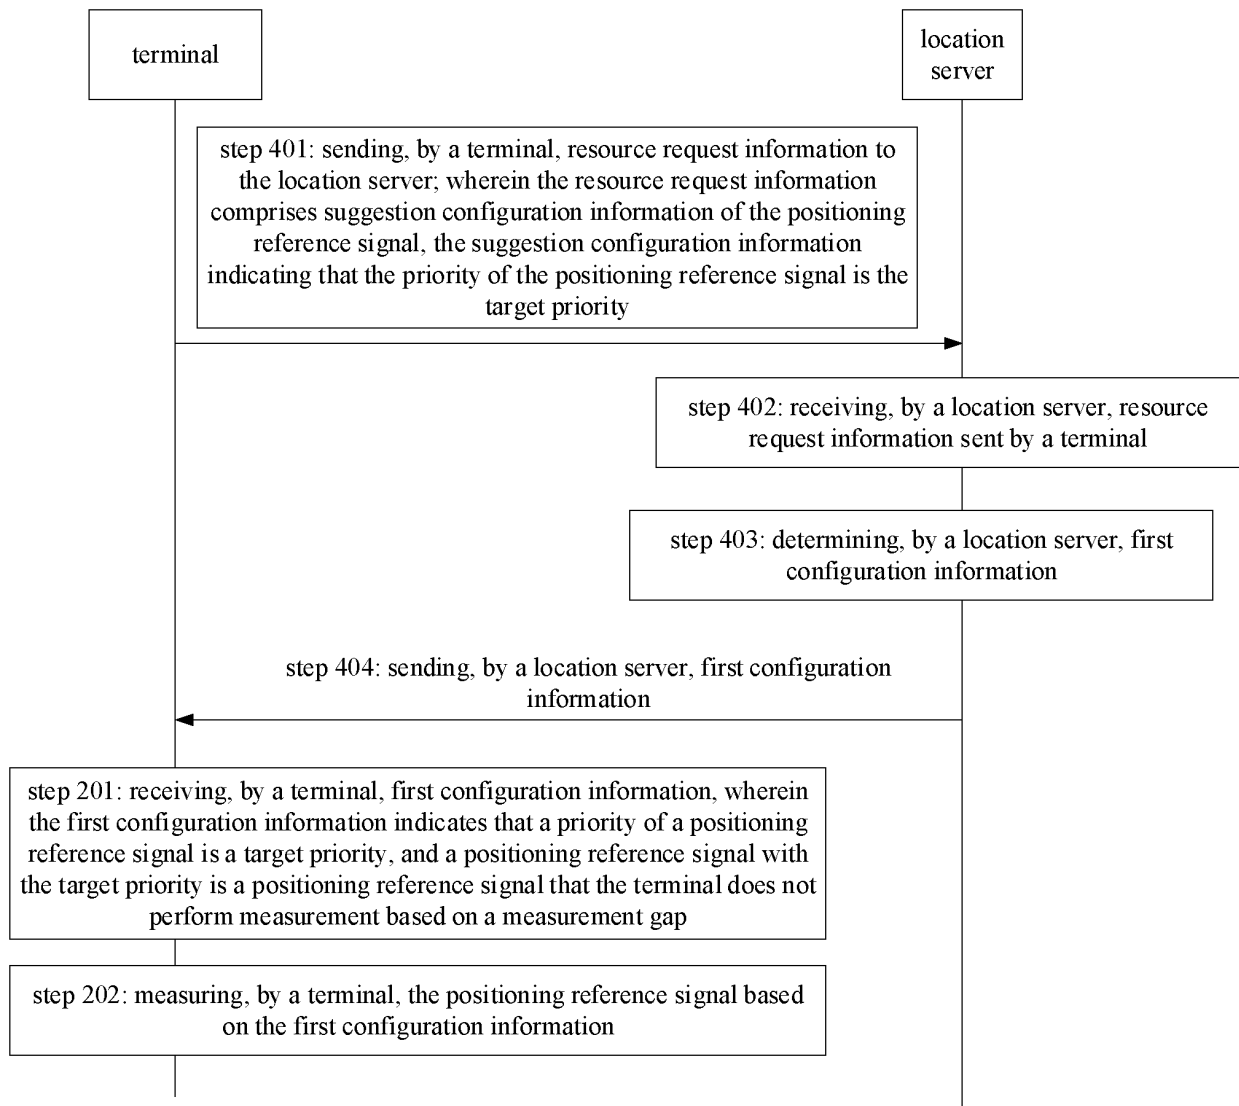 terminal
location
server
step 401: sending, by a terminal, resource request information to
the location server; wherein the resource request information
comprises suggestion configuration information of the positioning
reference signal, the suggestion configuration information
indicating that the priority of the positioning reference signal is the
target priority
step 402: receiving, by a location server, resource
request information sent by a terminal
step 403: determining, by a location server, first
configuration information
step 404: sending, by a location server, first configuration
information
step 201: receiving, by a terminal, first configuration information, wherein
the first configuration information indicates that a priority of a positioning
reference signal is a target priority, and a positioning reference signal with
the target priority is a positioning reference signal that the terminal does not
perform measurement based on a measurement gap
step 202: measuring, by a terminal, the positioning reference signal based
on the first configuration information